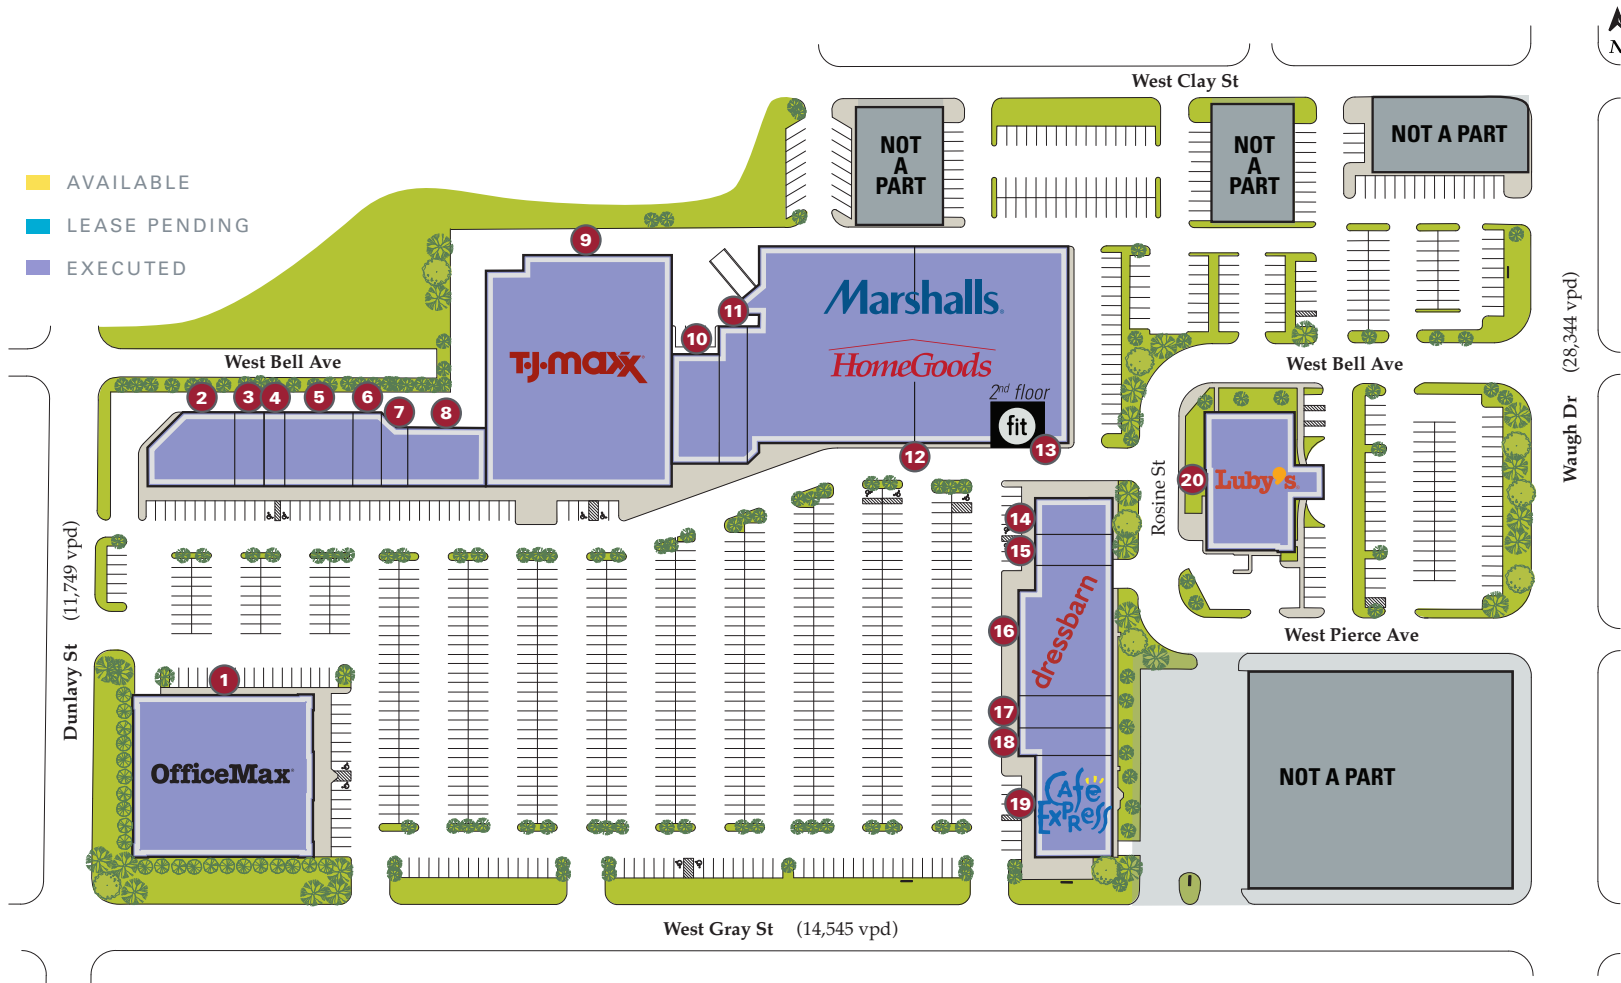 N
West Clay St
NOT
A
PART
NOT
A
PART
NOT A PART
AVAILABLE
LEASE PENDING
EXECUTED
9
11
10
Marshalls
HomeGoods
2nd floor
fit
T·J·maxx
West Bell Ave
West Bell Ave
2
3
4
5
6
7
8
12
13
Waugh Dr (28,344 vpd)
Rosine St
20
Luby's
14
15
16
17
18
19
dressbarn
Café
Express
Dunlavy St (11,749 vpd)
1
OfficeMax
West Pierce Ave
NOT A PART
West Gray St (14,545 vpd)